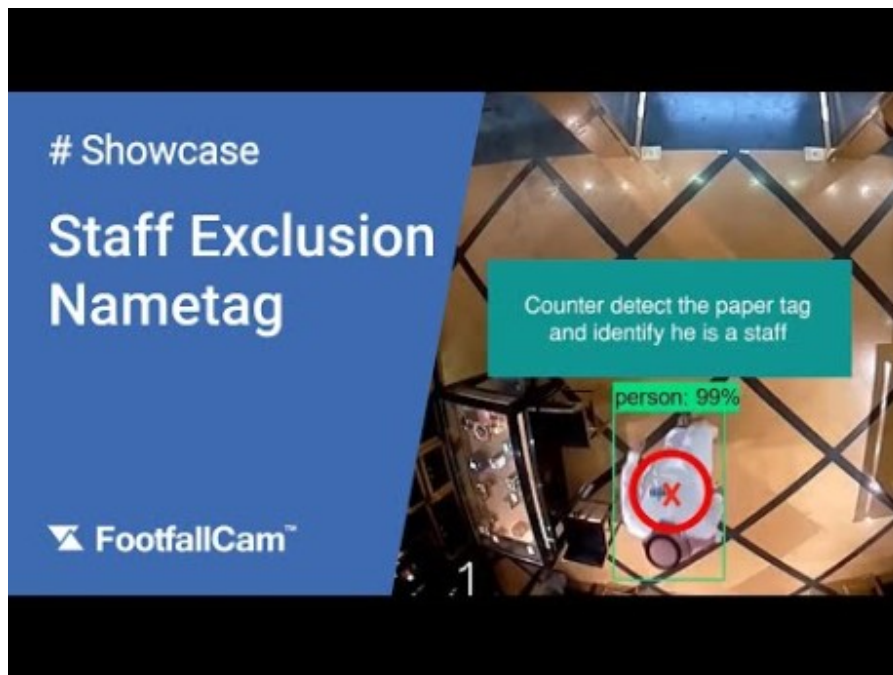 # Showcase
Staff Exclusion
Nametag
Counter detect the paper tag
and identify he is a staff
person: 99%
X
FootfallCam™
1